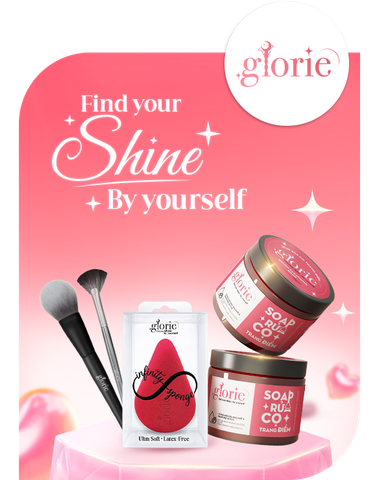 glorie
Find your
Shine
By yourself
glorie
SOAP
RỬA
CỌ
TRANG ĐIỂM
glorie
infinity sponge
Ultra Soft - Latex-Free
glorie
glorie
SOAP
RỬA
CỌ
TRANG ĐIỂM